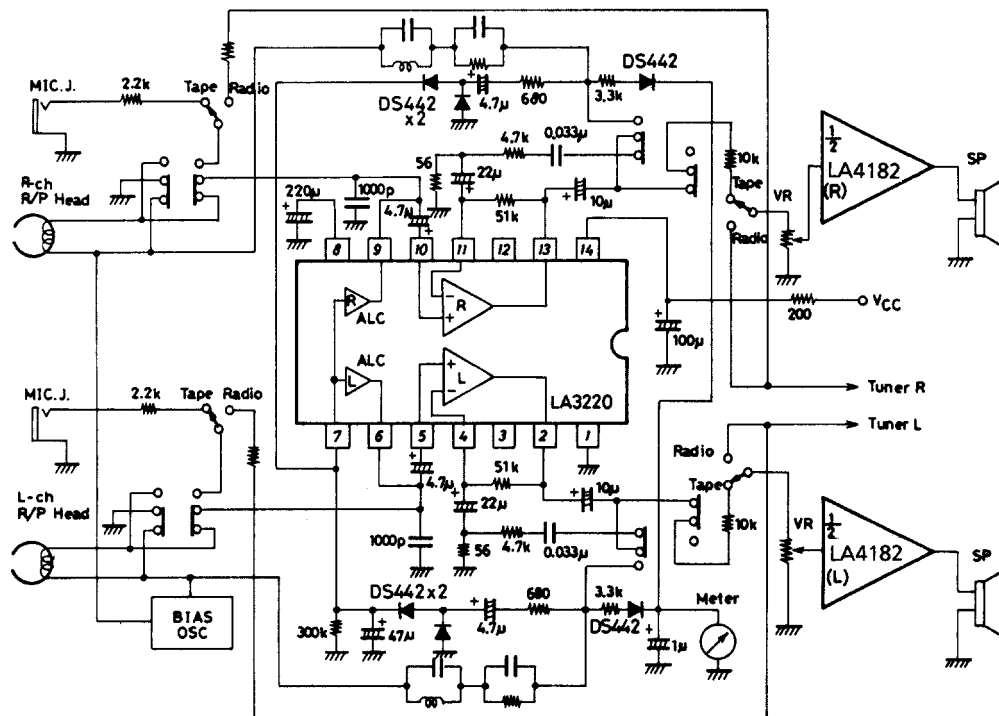 MIC.J.
2.2k
Tape
Radio
R-ch
R/P Head
DS442
x2
4.7µ
680
3.3k
DS442
56
4.7k
0.033µ
22µ
51k
10µ
220µ
1000p
4.7µ
8
9
10
11
12
13
14
R
ALC
ALC
L
R
L
LA3220
7
6
5
4
3
2
1
10k
Tape
Radio
VR
1/2
LA4182
(R)
SP
200
VCC
100µ
Tuner R
Tuner L
MIC.J.
2.2k
Tape
Radio
L-ch
R/P Head
BIAS
OSC
4.7µ
1000p
51k
22µ
56
4.7k
0.033µ
10µ
Radio
Tape
10k
VR
1/2
LA4182
(L)
SP
300k
47µ
DS442x2
4.7µ
680
3.3k
DS442
1µ
Meter